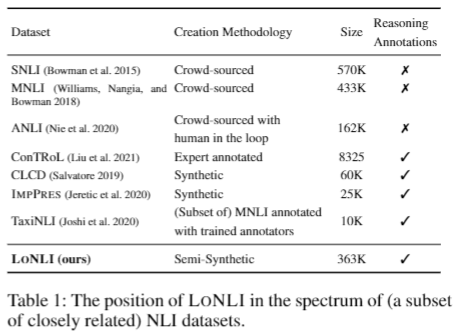 Dataset Creation Methodology Size Reasoning
Annotations
SNLI (Bowman et al. 2015) Crowd-sourced 570K ✗
MNLI (Williams, Nangia, and Crowd-sourced 433K ✗
Bowman 2018)
ANLI (Nie et al. 2020) Crowd-sourced with 162K ✗
human in the loop
ConTRoL (Liu et al. 2021) Expert annotated 8325 ✓
CLCD (Salvatore 2019) Synthetic 60K ✓
IMPPRES (Jeretic et al. 2020) Synthetic 25K ✓
TaxiNLI (Joshi et al. 2020) (Subset of) MNLI annotated 10K ✓
with trained annotators
LONLI (ours) Semi-Synthetic 363K ✓
Table 1: The position of LONLI in the spectrum of (a subset
of closely related) NLI datasets.